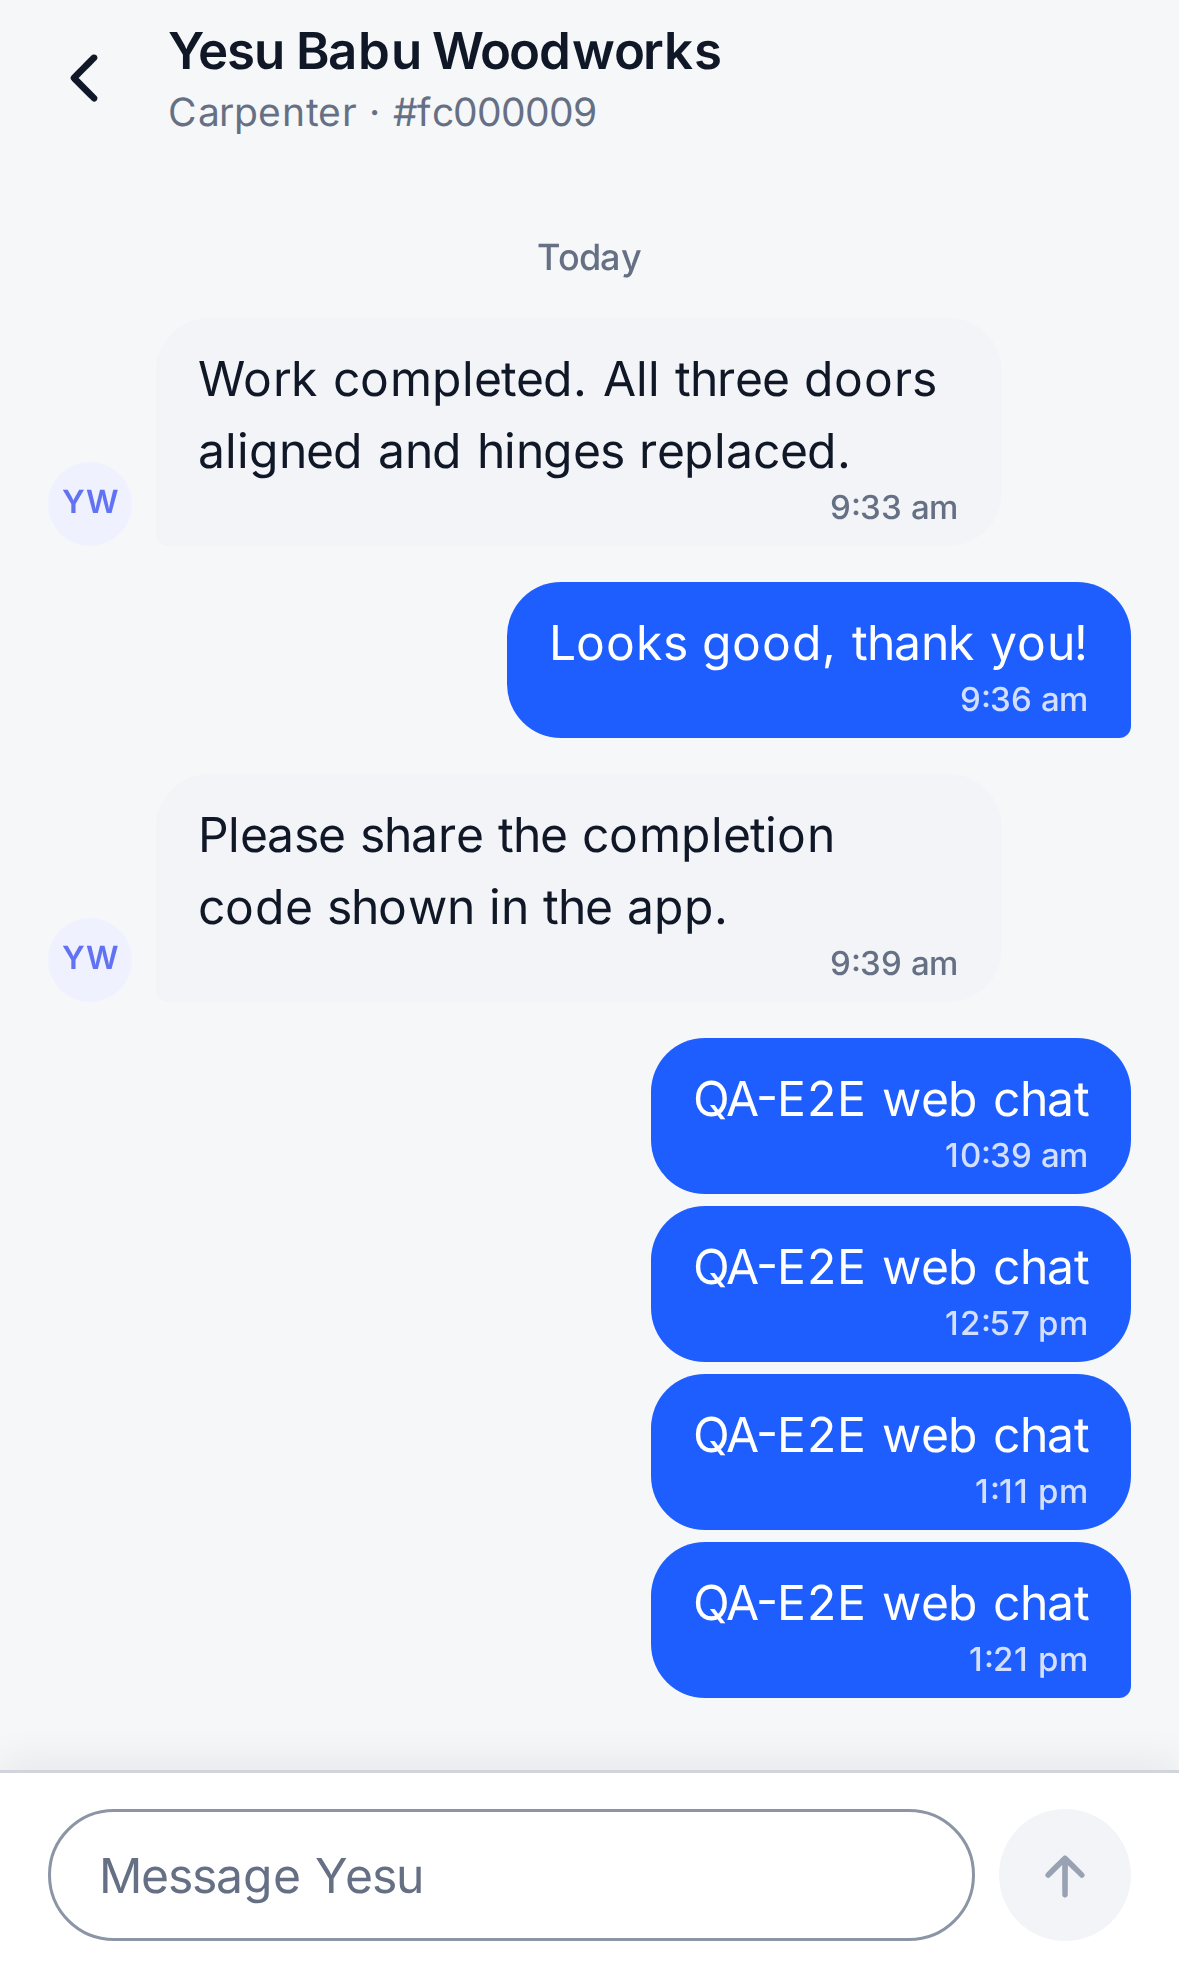 Yesu Babu Woodworks
Carpenter · #fc000009
Today
Work completed. All three doors
aligned and hinges replaced.
9:33 am
YW
Looks good, thank you!
9:36 am
Please share the completion
code shown in the app.
9:39 am
YW
QA-E2E web chat
10:39 am
QA-E2E web chat
12:57 pm
QA-E2E web chat
1:11 pm
QA-E2E web chat
1:21 pm
Message Yesu